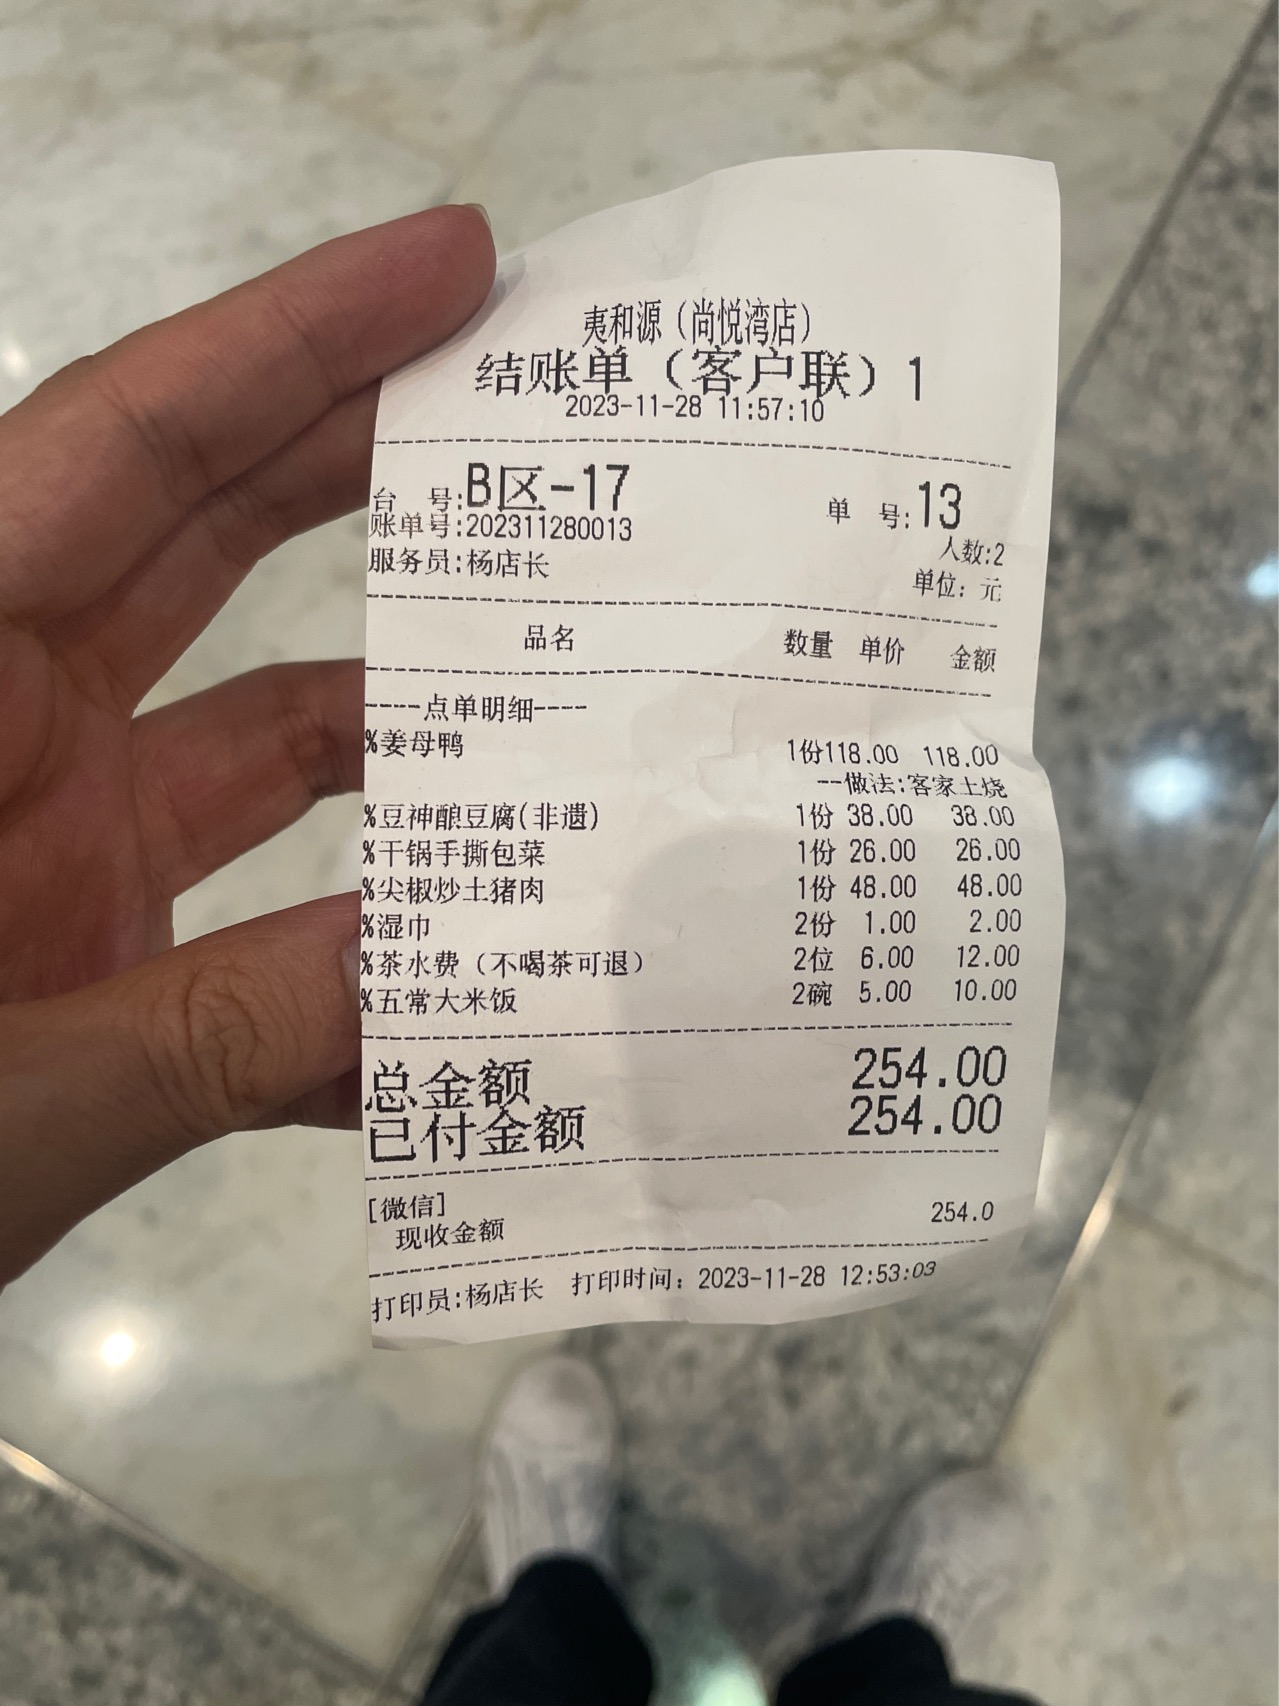 夷和源（尚悦湾店）
结账单（客户联）1
2023-11-28 11:57:10
台 号:B区-17 单 号:13
账单号:202311280013
人数:2
服务员:杨店长
单位：元
品名 数量 单价 金额
----点单明细----
%姜母鸭 1份118.00 118.00
--做法:客家土烧
%豆神酿豆腐(非遗) 1份 38.00 38.00
%干锅手撕包菜 1份 26.00 26.00
%尖椒炒土猪肉 1份 48.00 48.00
%湿巾 2份 1.00 2.00
%茶水费（不喝茶可退） 2位 6.00 12.00
%五常大米饭 2碗 5.00 10.00
总金额 254.00
已付金额 254.00
[微信]
现收金额 254.0
打印员:杨店长 打印时间：2023-11-28 12:53:03